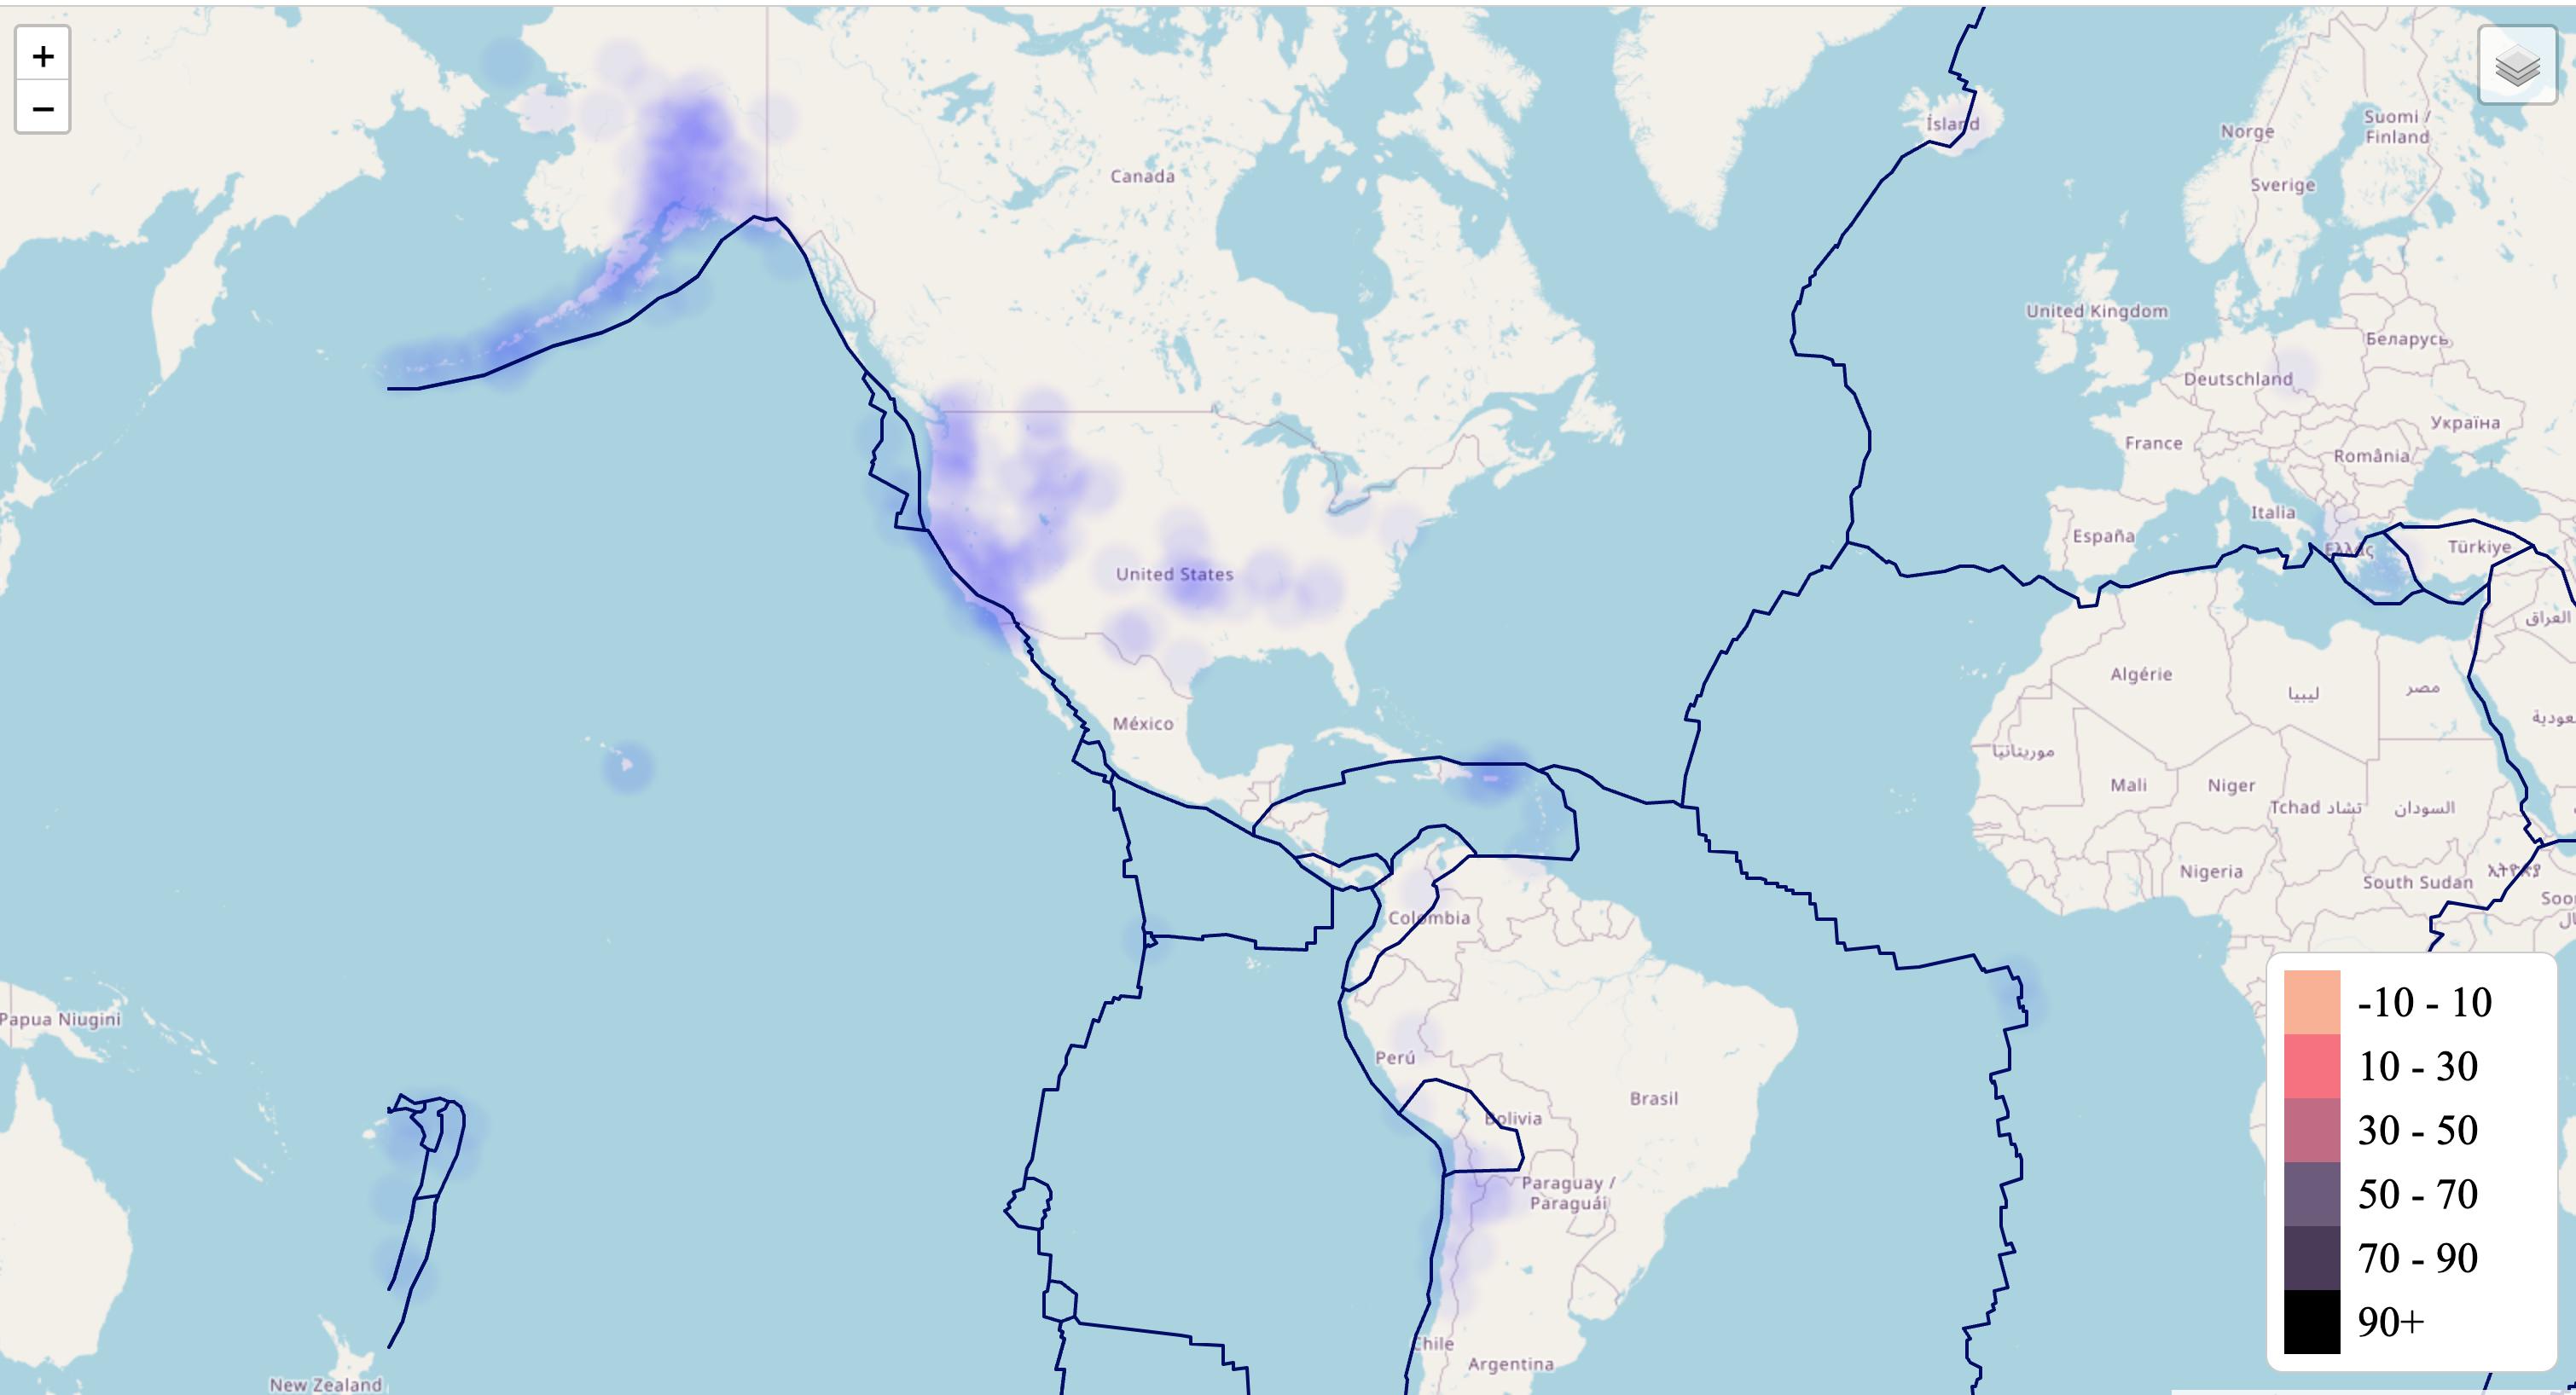 +
−
Ísland
Suomi /
Finland
Norge
Canada
Sverige
United Kingdom
Беларусь
Deutschland
Україна
France
România
Italia
España
Ελλάς
Türkiye
United States
العراق
Algérie
ليبيا
مصر
México
موريتانيا
Mali
Niger
Tchad تشاد
السودان
Nigeria
South Sudan
Colombia
Papua Niugini
Perú
Brasil
Bolivia
Paraguay /
Paraguái
Chile
Argentina
New Zealand
-10 - 10
10 - 30
30 - 50
50 - 70
70 - 90
90+